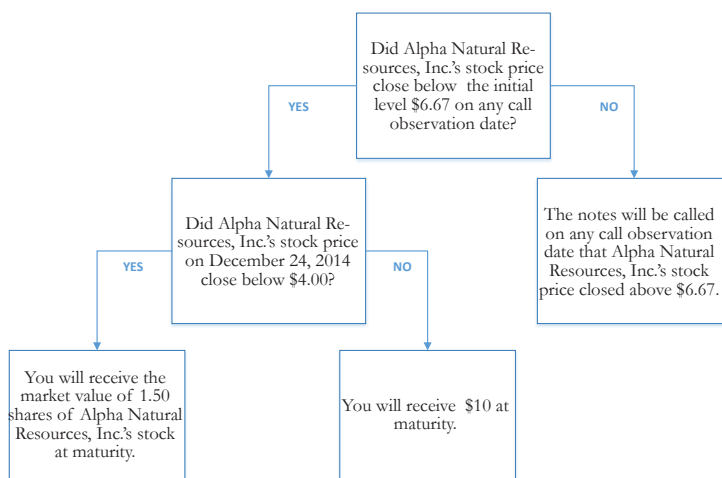 Did Alpha Natural Re-
sources, Inc.'s stock price
close below the initial
level $6.67 on any call
observation date?
YES
NO
Did Alpha Natural Re-
sources, Inc.'s stock price
on December 24, 2014
close below $4.00?
The notes will be called
on any call observation
date that Alpha Natural
Resources, Inc.'s stock
price closed above $6.67.
YES
NO
You will receive the
market value of 1.50
shares of Alpha Natural
Resources, Inc.'s stock
at maturity.
You will receive $10 at
maturity.